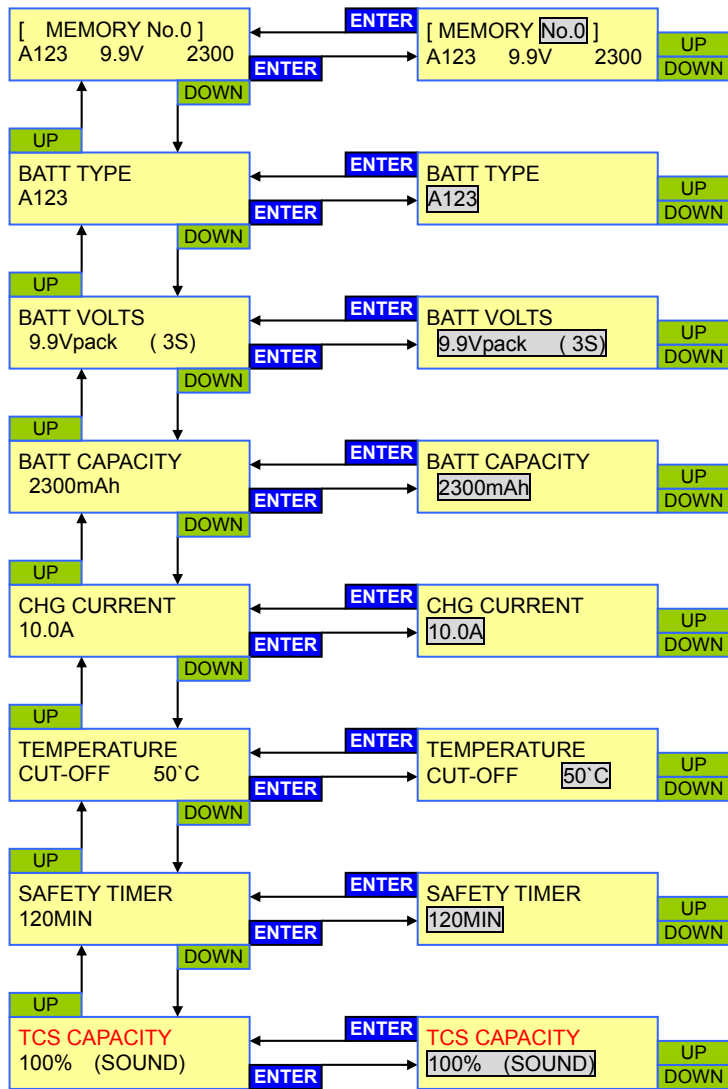 ENTER
[ MEMORY No.0 ]
A123 9.9V 2300
ENTER
DOWN
[ MEMORY No.0 ]
A123 9.9V 2300
UP
DOWN
UP
ENTER
BATT TYPE
A123
ENTER
DOWN
BATT TYPE
A123
UP
DOWN
UP
ENTER
BATT VOLTS
9.9Vpack ( 3S)
ENTER
DOWN
BATT VOLTS
9.9Vpack ( 3S)
UP
DOWN
UP
ENTER
BATT CAPACITY
2300mAh
ENTER
DOWN
BATT CAPACITY
2300mAh
UP
DOWN
UP
ENTER
CHG CURRENT
10.0A
ENTER
DOWN
CHG CURRENT
10.0A
UP
DOWN
UP
ENTER
TEMPERATURE
CUT-OFF 50`C
ENTER
DOWN
TEMPERATURE
CUT-OFF 50`C
UP
DOWN
UP
ENTER
SAFETY TIMER
120MIN
ENTER
DOWN
SAFETY TIMER
120MIN
UP
DOWN
UP
ENTER
TCS CAPACITY
100% (SOUND)
ENTER
TCS CAPACITY
100% (SOUND)
UP
DOWN